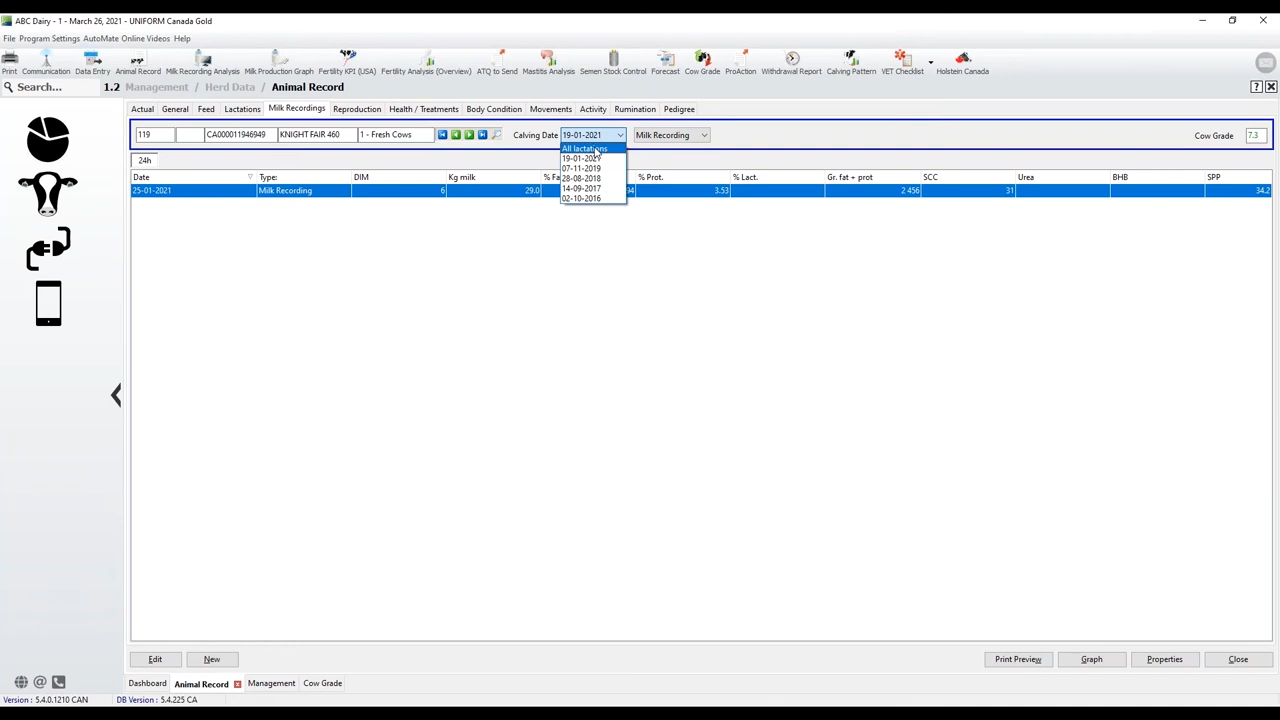 ABC Dairy - 1 - March 26, 2021 - UNIFORM Canada Gold
File Program Settings AutoMate Online Videos Help
Print Communication Data Entry Animal Record Milk Recording Analysis Milk Production Graph Fertility KPI (USA) Fertility Analysis (Overview) ATQ to Send Mastitis Analysis Semen Stock Control Forecast Cow Grade ProAction Withdrawal Report Calving Pattern VET Checklist Holstein Canada
Search... 1.2 Management / Herd Data / Animal Record ?
Actual General Feed Lactations Milk Recordings Reproduction Health / Treatments Body Condition Movements Activity Rumination Pedigree
119 CA000011946949 KNIGHT FAIR 460 1 - Fresh Cows Calving Date 19-01-2021 Milk Recording Cow Grade 7.3
All lactations
24h 19-01-2021
07-11-2019
Date Type: DIM Kg milk % Fa 28-08-2018 % Prot. % Lact. Gr. fat + prot SCC Urea BHB SPP
25-01-2021 Milk Recording 6 29.0 14-09-2017 94 3.53 2 456 31 34.2
02-10-2016
Edit New Print Preview Graph Properties Close
Dashboard Animal Record Management Cow Grade
Version : 5.4.0.1210 CAN DB Version : 5.4.225 CA